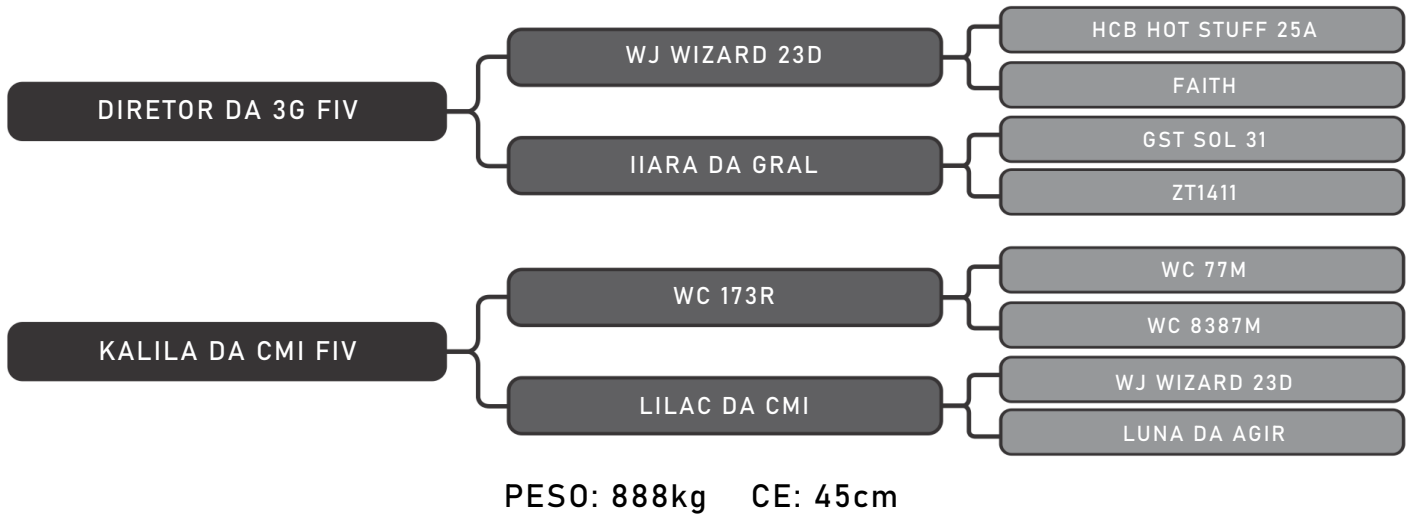 HCB HOT STUFF 25A
WJ WIZARD 23D
FAITH
DIRETOR DA 3G FIV
GST SOL 31
IIARA DA GRAL
ZT1411
WC 77M
WC 173R
WC 8387M
KALILA DA CMI FIV
WJ WIZARD 23D
LILAC DA CMI
LUNA DA AGIR
PESO: 888kg CE: 45cm